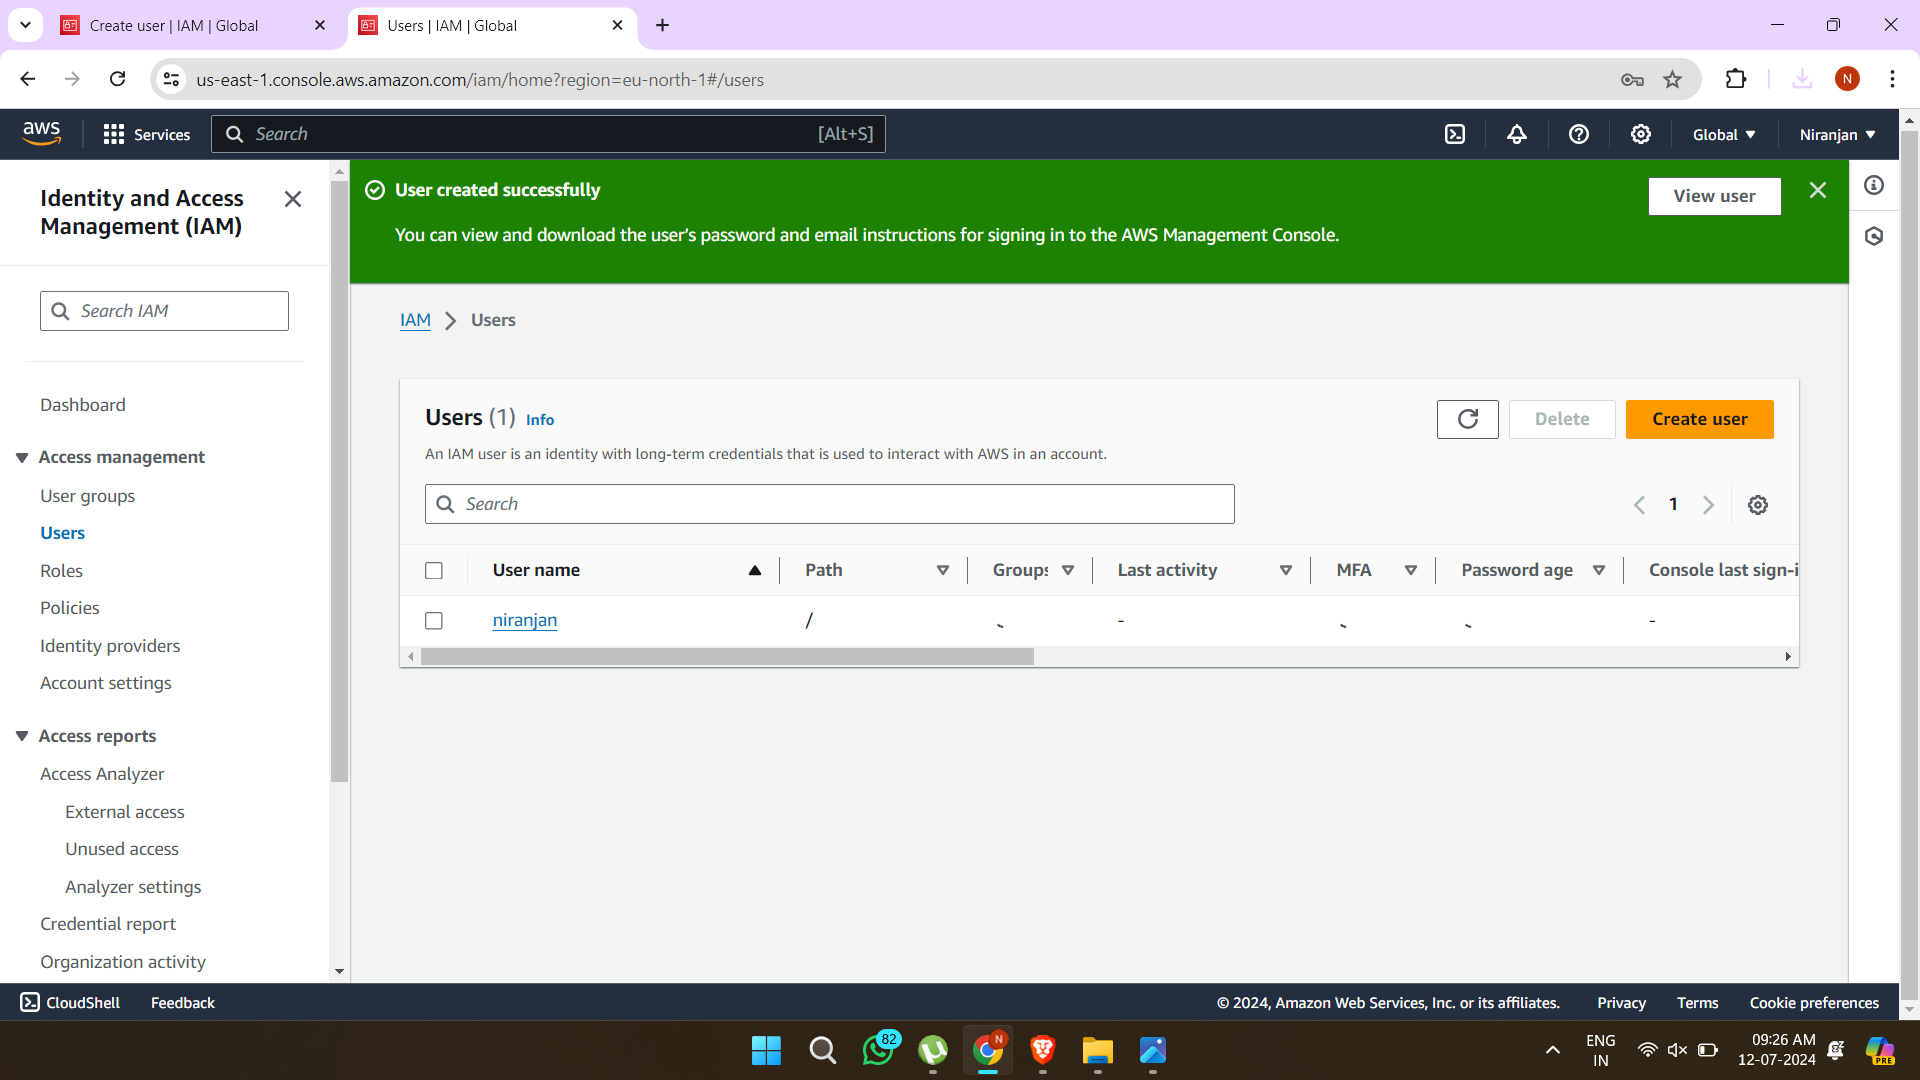 Create user | IAM | Global
Users | IAM | Global
us-east-1.console.aws.amazon.com/iam/home?region=eu-north-1#/users
N
aws
Services
Search
[Alt+S]
Global
Niranjan
Identity and Access
Management (IAM)
Search IAM
Dashboard
Access management
User groups
Users
Roles
Policies
Identity providers
Account settings
Access reports
Access Analyzer
External access
Unused access
Analyzer settings
Credential report
Organization activity
User created successfully
View user
You can view and download the user's password and email instructions for signing in to the AWS Management Console.
IAM
Users
Users (1) Info
Delete
Create user
An IAM user is an identity with long-term credentials that is used to interact with AWS in an account.
Search
1
User name Path Groups Last activity MFA Password age Console last sign-i
niranjan / - -
CloudShell
Feedback
© 2024, Amazon Web Services, Inc. or its affiliates.
Privacy
Terms
Cookie preferences
82
N
ENG
IN
09:26 AM
12-07-2024
PRE